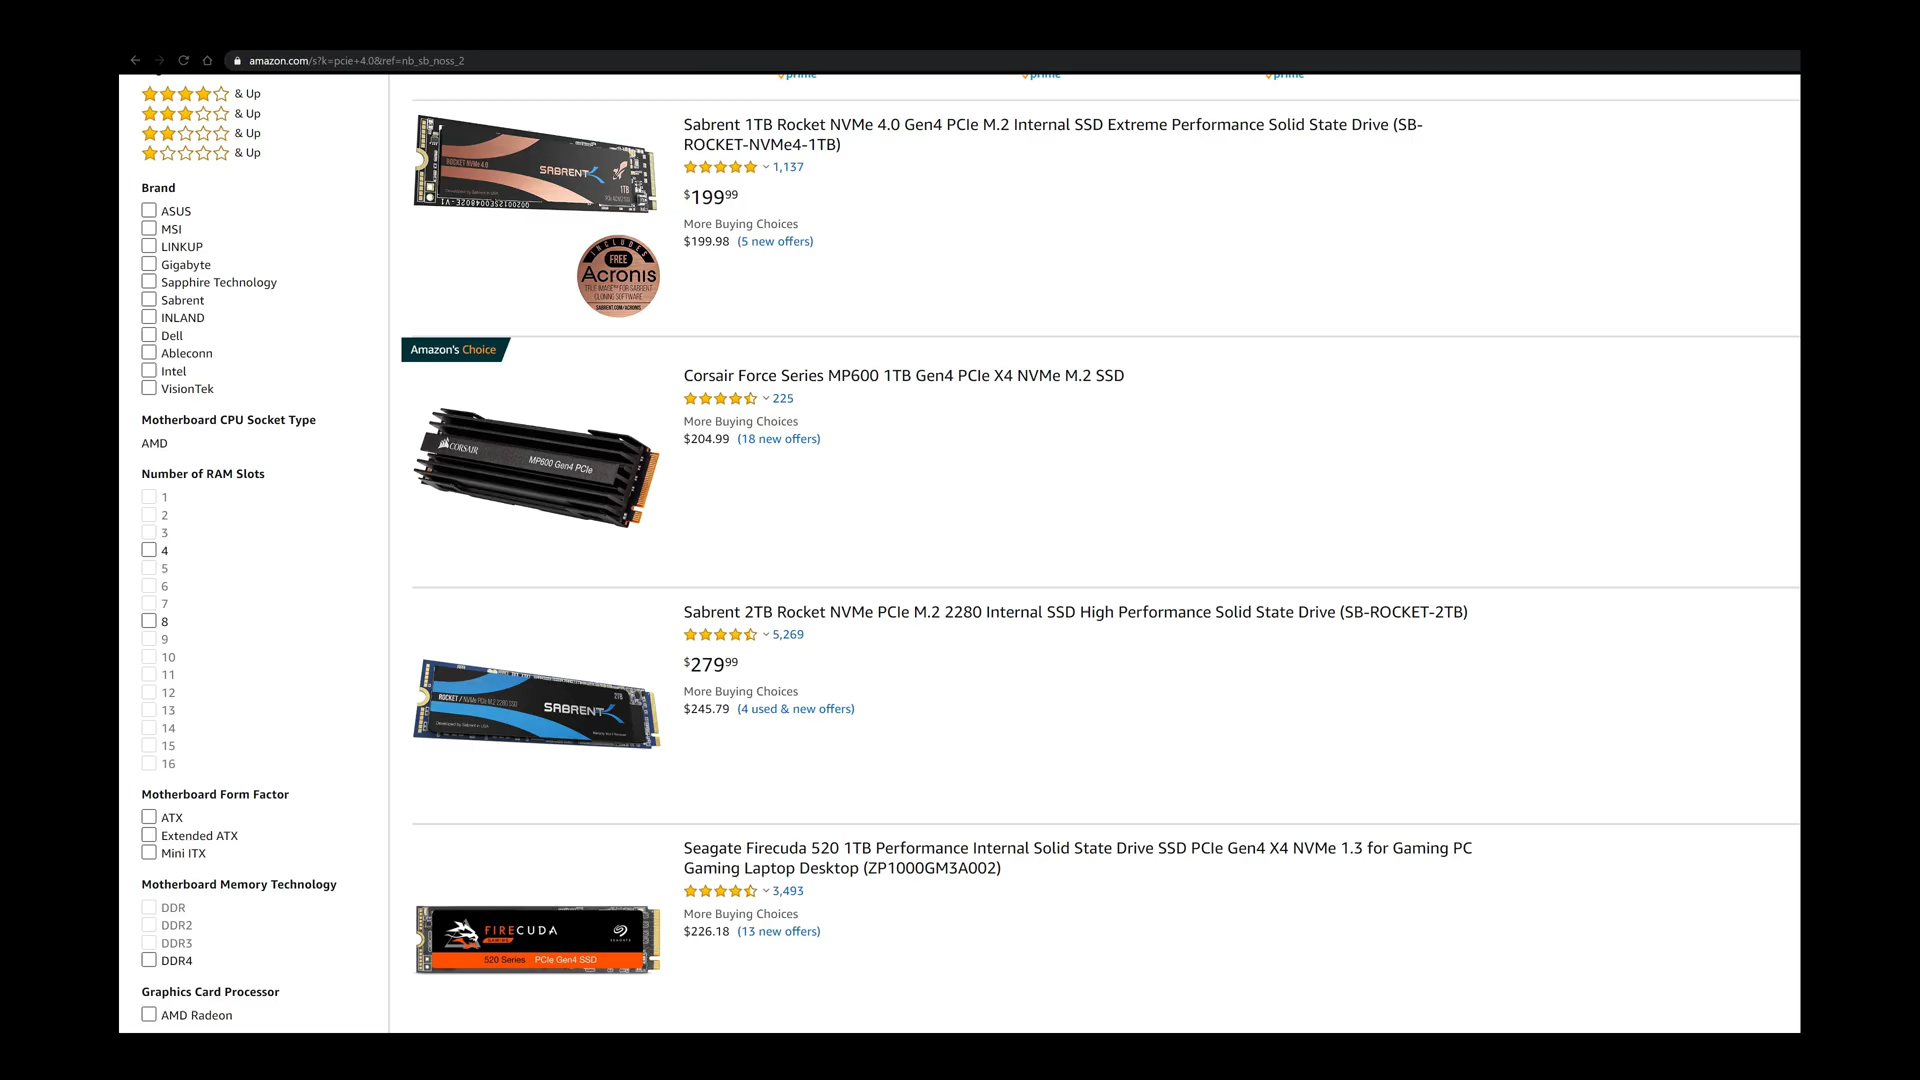 amazon.com/s?k=pcie+4.0&ref=nb_sb_noss_2
prime prime prime
& Up
& Up
& Up
& Up
Brand
ASUS
MSI
LINKUP
Gigabyte
Sapphire Technology
Sabrent
INLAND
Dell
Ableconn
Intel
VisionTek
Motherboard CPU Socket Type
AMD
Number of RAM Slots
1
2
3
4
5
6
7
8
9
10
11
12
13
14
15
16
Motherboard Form Factor
ATX
Extended ATX
Mini ITX
Motherboard Memory Technology
DDR
DDR2
DDR3
DDR4
Graphics Card Processor
AMD Radeon
ROCKET NVMe 4.0
SABRENT
1TB
INCLUDES
FREE
Acronis
TRUE IMAGE™ FOR SABRENT
CLONING SOFTWARE
SABRENT.COM/ACRONIS
Sabrent 1TB Rocket NVMe 4.0 Gen4 PCIe M.2 Internal SSD Extreme Performance Solid State Drive (SB-
ROCKET-NVMe4-1TB)
1,137
$199.99
More Buying Choices
$199.98 (5 new offers)
Amazon's Choice
CORSAIR
MP600 Gen4 PCIe
Corsair Force Series MP600 1TB Gen4 PCIe X4 NVMe M.2 SSD
225
More Buying Choices
$204.99 (18 new offers)
ROCKET / NVMe PCIe M.2 2280 SSD
2TB
SABRENT
Developed by Sabrent in USA
Sabrent 2TB Rocket NVMe PCIe M.2 2280 Internal SSD High Performance Solid State Drive (SB-ROCKET-2TB)
5,269
$279.99
More Buying Choices
$245.79 (4 used & new offers)
FIRECUDA
GAMING
SEAGATE
520 Series PCIe Gen4 SSD
Seagate Firecuda 520 1TB Performance Internal Solid State Drive SSD PCIe Gen4 X4 NVMe 1.3 for Gaming PC
Gaming Laptop Desktop (ZP1000GM3A002)
3,493
More Buying Choices
$226.18 (13 new offers)